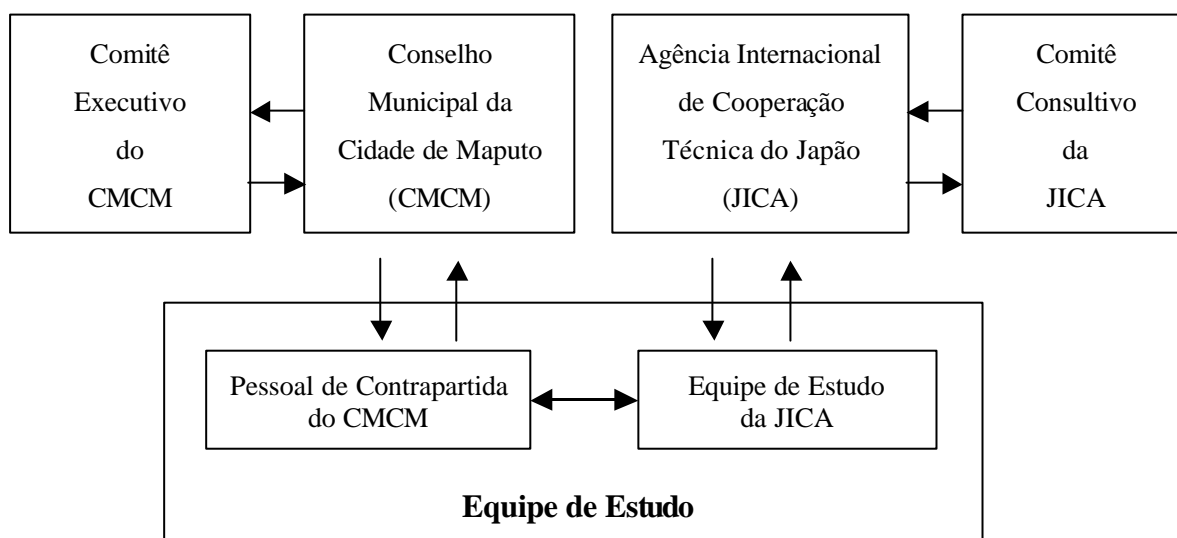 Comitê
Executivo
do
CMCM
Conselho
Municipal da
Cidade de Maputo
(CMCM)
Agência Internacional
de Cooperação
Técnica do Japão
(JICA)
Comitê
Consultivo
da
JICA
Pessoal de Contrapartida
do CMCM
Equipe de Estudo
da JICA
Equipe de Estudo